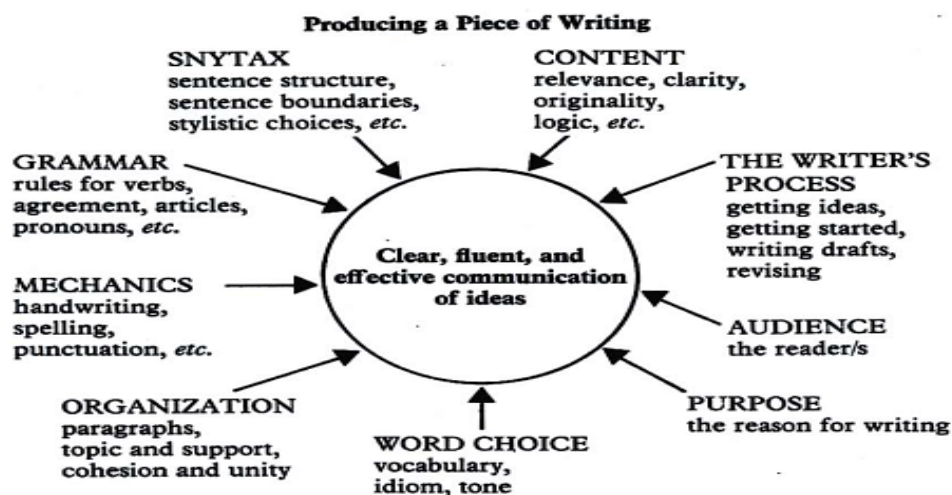 Producing a Piece of Writing
SNYTAX
sentence structure,
sentence boundaries,
stylistic choices, etc.
CONTENT
relevance, clarity,
originality,
logic, etc.
GRAMMAR
rules for verbs,
agreement, articles,
pronouns, etc.
THE WRITER'S
PROCESS
getting ideas,
getting started,
writing drafts,
revising
Clear, fluent, and
effective communication
of ideas
MECHANICS
handwriting,
spelling,
punctuation, etc.
AUDIENCE
the reader/s
ORGANIZATION
paragraphs,
topic and support,
cohesion and unity
WORD CHOICE
vocabulary,
idiom, tone
PURPOSE
the reason for writing